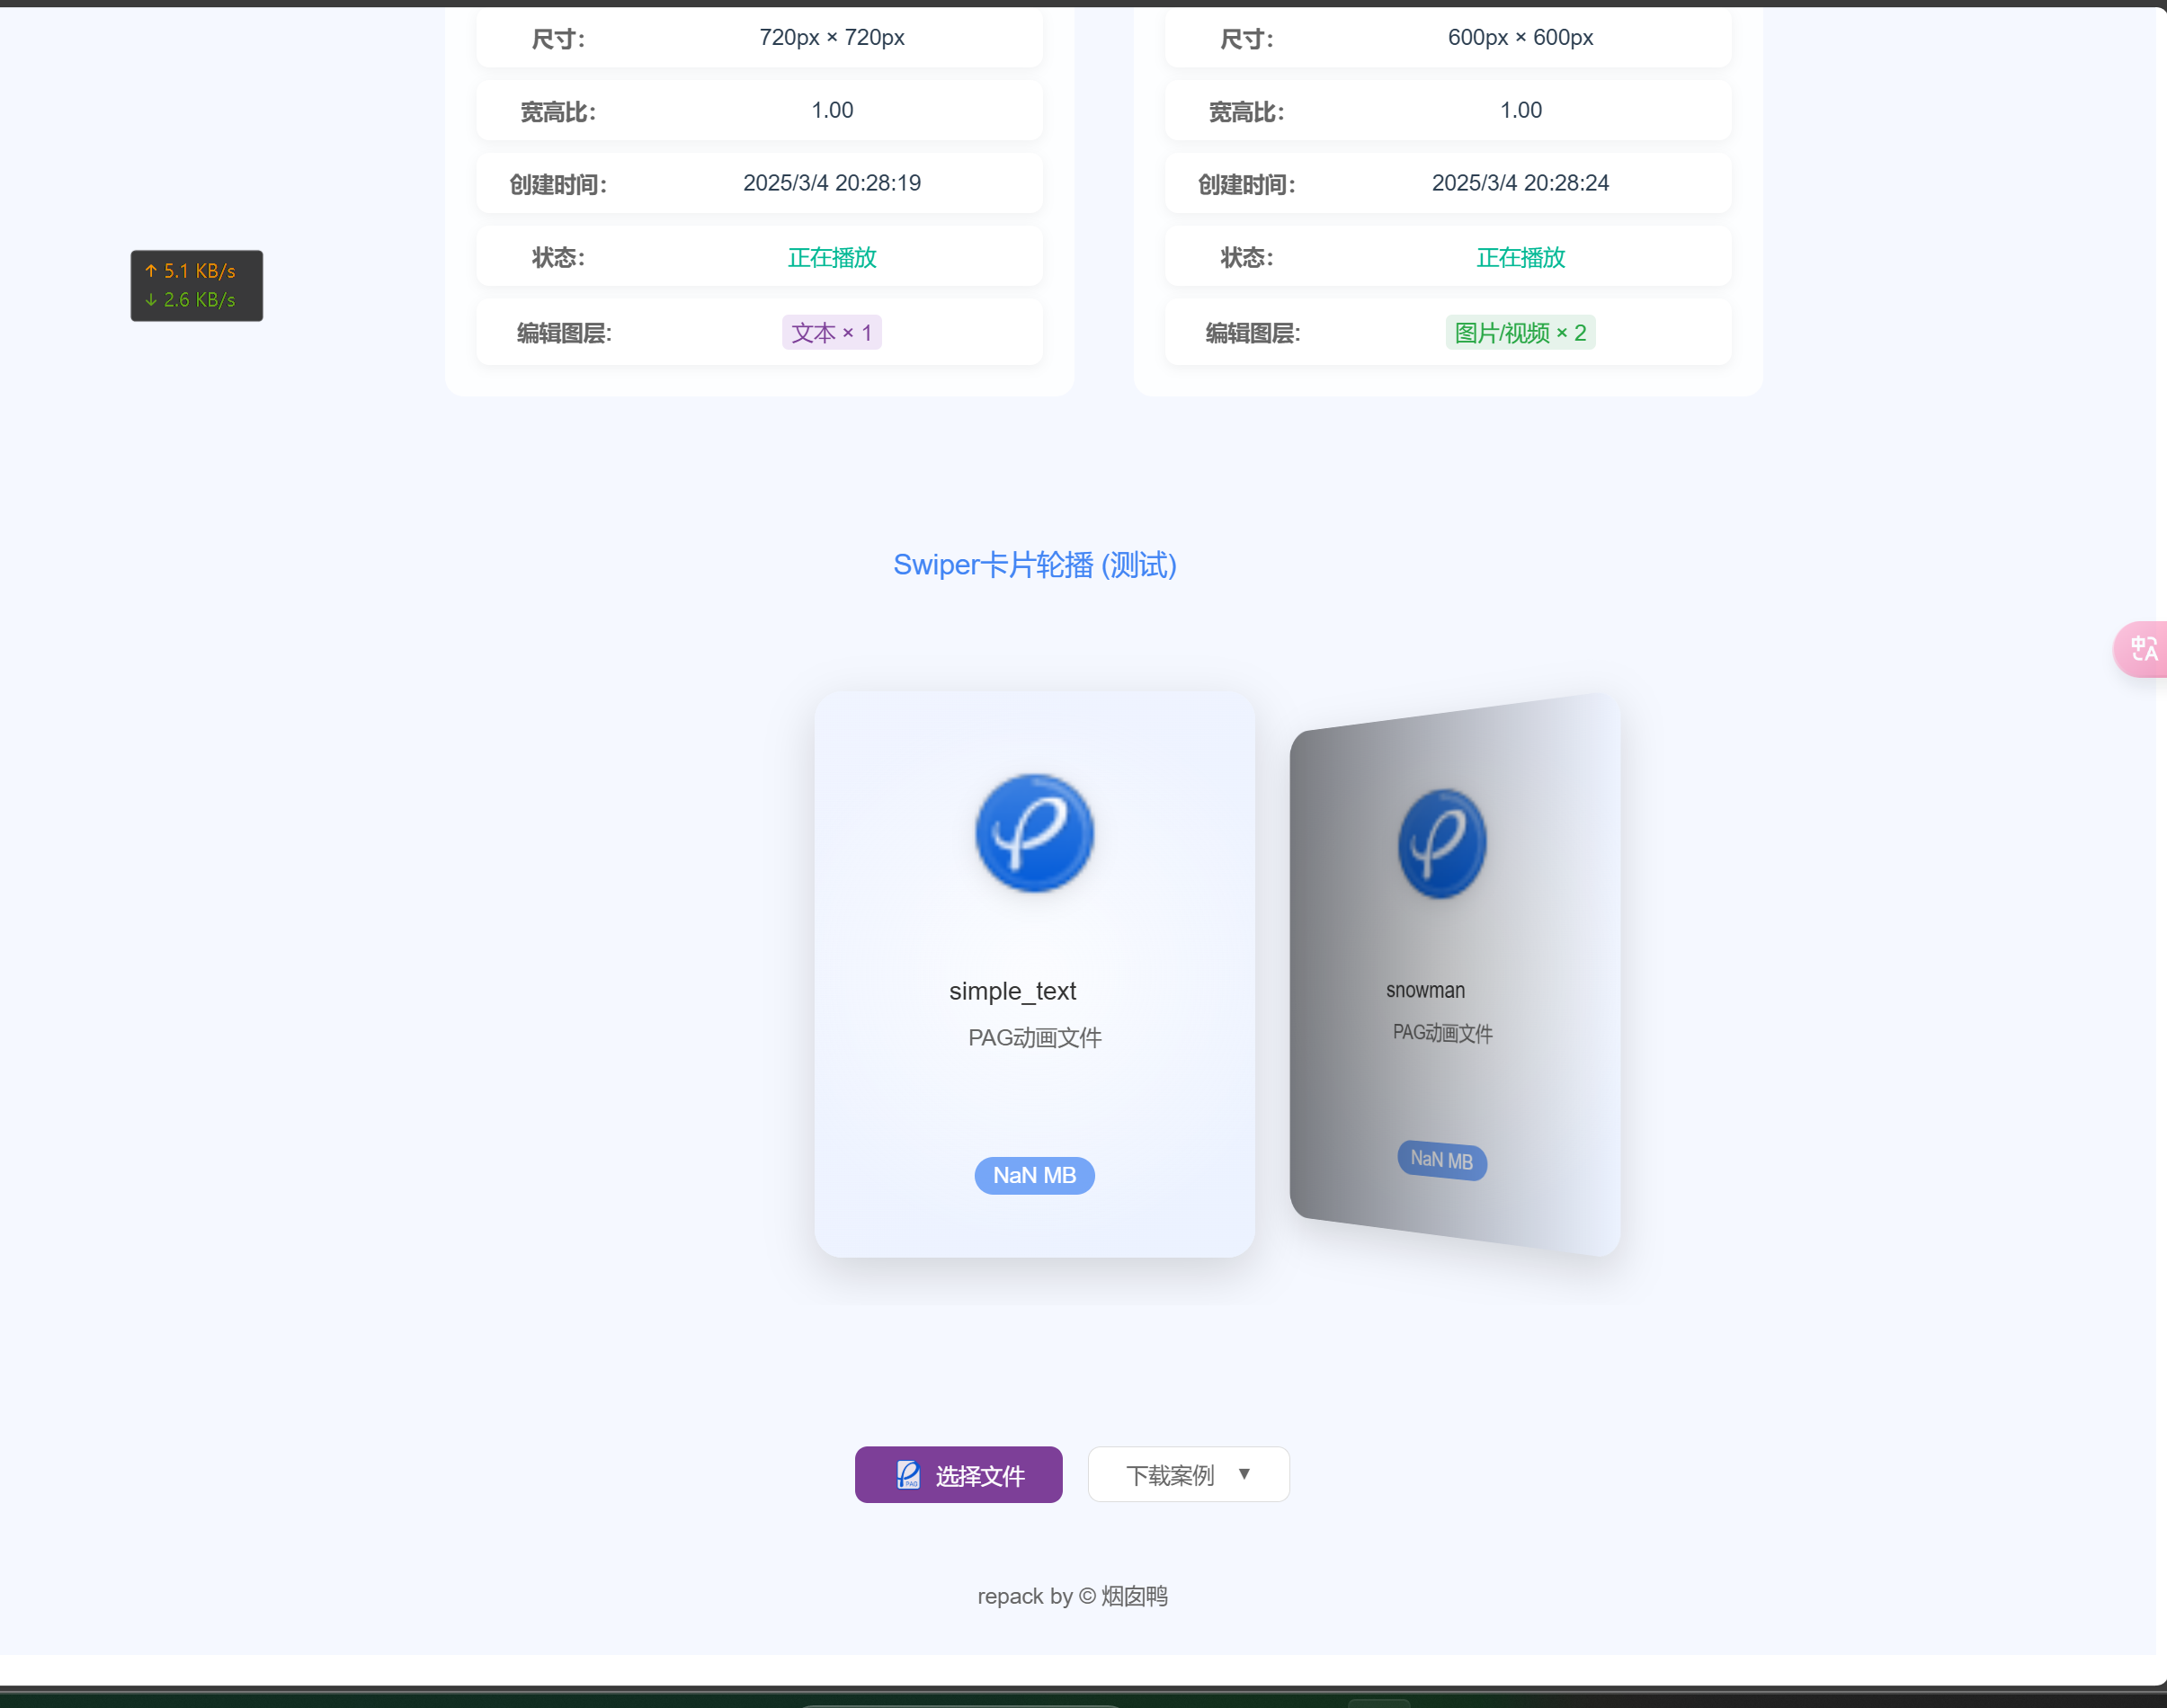 尺寸： 720px × 720px
宽高比： 1.00
创建时间： 2025/3/4 20:28:19
状态： 正在播放
编辑图层: 文本 × 1
尺寸： 600px × 600px
宽高比： 1.00
创建时间： 2025/3/4 20:28:24
状态： 正在播放
编辑图层: 图片/视频 × 2
↑ 5.1 KB/s
↓ 2.6 KB/s
Swiper卡片轮播 (测试)
中A
simple_text
PAG动画文件
NaN MB
snowman
PAG动画文件
NaN MB
PAG 选择文件
下载案例 ▼
repack by © 烟囱鸭